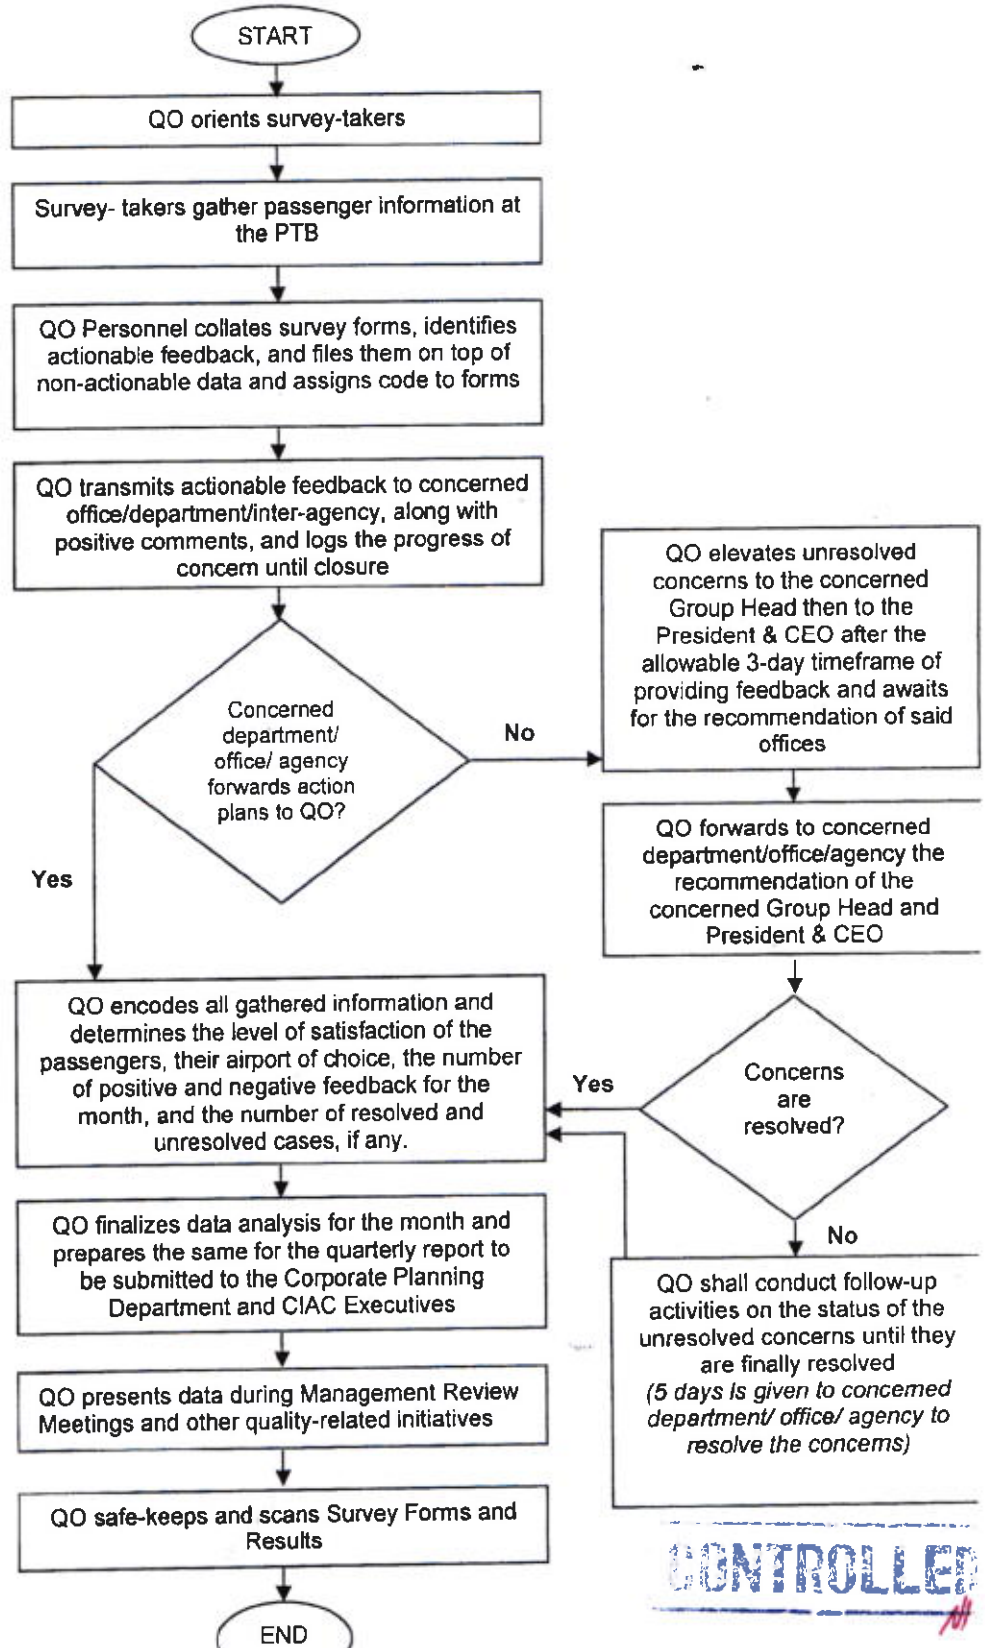 START
QO orients survey-takers
Survey- takers gather passenger information at
the PTB
QO Personnel collates survey forms, identifies
actionable feedback, and files them on top of
non-actionable data and assigns code to forms
QO transmits actionable feedback to concerned
office/department/inter-agency, along with
positive comments, and logs the progress of
concern until closure
Concerned
department/
office/ agency
forwards action
plans to QO?
No
QO elevates unresolved
concerns to the concerned
Group Head then to the
President & CEO after the
allowable 3-day timeframe of
providing feedback and awaits
for the recommendation of said
offices
QO forwards to concerned
department/office/agency the
recommendation of the
concerned Group Head and
President & CEO
Yes
Concerns
are
resolved?
Yes
No
QO shall conduct follow-up
activities on the status of the
unresolved concerns until they
are finally resolved
(5 days is given to concerned
department/ office/ agency to
resolve the concerns)
QO encodes all gathered information and
determines the level of satisfaction of the
passengers, their airport of choice, the number
of positive and negative feedback for the
month, and the number of resolved and
unresolved cases, if any.
QO finalizes data analysis for the month and
prepares the same for the quarterly report to
be submitted to the Corporate Planning
Department and CIAC Executives
QO presents data during Management Review
Meetings and other quality-related initiatives
QO safe-keeps and scans Survey Forms and
Results
END
CONTROLLED